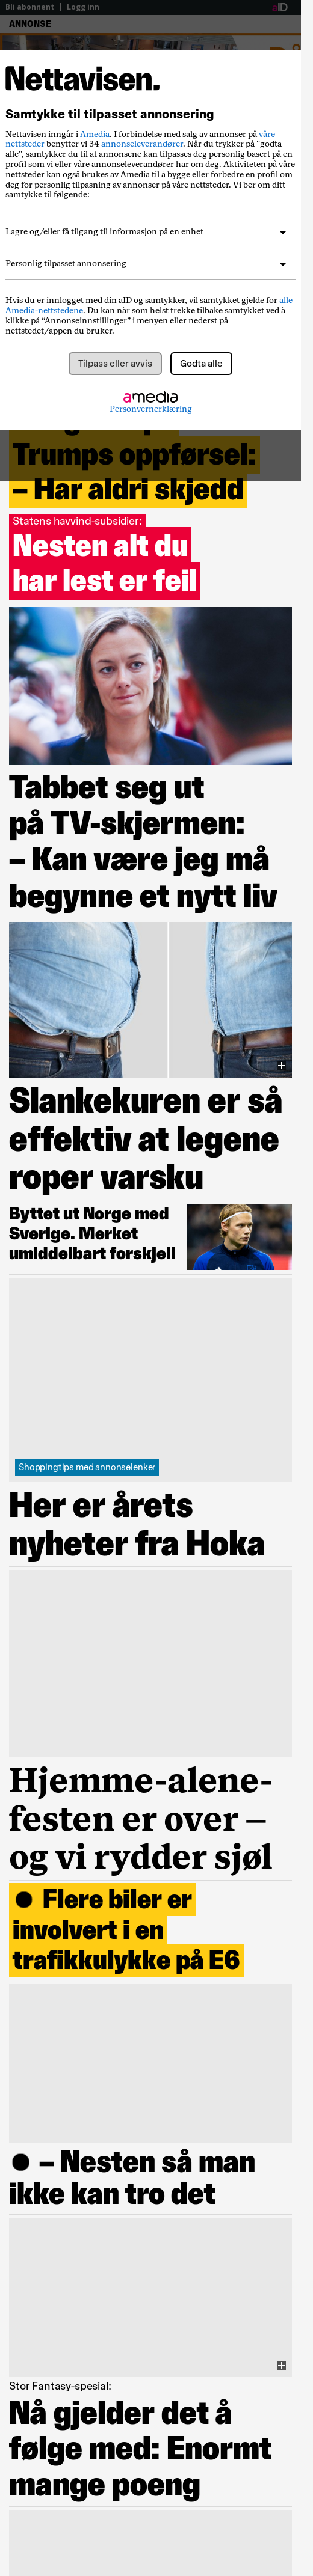 Bli abonnent | Logg inn
aID
ANNONSE
Nettavisen.
Samtykke til tilpasset annonsering
Nettavisen inngår i Amedia. I forbindelse med salg av annonser på våre
nettsteder benytter vi 34 annonseleverandører. Når du trykker på "godta
alle", samtykker du til at annonsene kan tilpasses deg personlig basert på en
profil som vi eller våre annonseleverandører har om deg. Aktiviteten på våre
nettsteder kan også brukes av Amedia til å bygge eller forbedre en profil om
deg for personlig tilpasning av annonser på våre nettsteder. Vi ber om ditt
samtykke til følgende:
Lagre og/eller få tilgang til informasjon på en enhet
Personlig tilpasset annonsering
Hvis du er innlogget med din aID og samtykker, vil samtykket gjelde for alle
Amedia-nettstedene. Du kan når som helst trekke tilbake samtykket ved å
klikke på “Annonseinnstillinger” i menyen eller nederst på
nettstedet/appen du bruker.
Tilpass eller avvis
Godta alle
amedia
Personvernerklæring
Trumps oppførsel:
– Har aldri skjedd
Statens havvind-subsidier:
Nesten alt du
har lest er feil
Tabbet seg ut
på TV-skjermen:
– Kan være jeg må
begynne et nytt liv
Slankekuren er så
effektiv at legene
roper varsku
Byttet ut Norge med
Sverige. Merket
umiddelbart forskjell
Shoppingtips med annonselenker
Her er årets
nyheter fra Hoka
Hjemme-alene-
festen er over –
og vi rydder sjøl
● Flere biler er
involvert i en
trafikkulykke på E6
● – Nesten så man
ikke kan tro det
Stor Fantasy-spesial:
Nå gjelder det å
følge med: Enormt
mange poeng